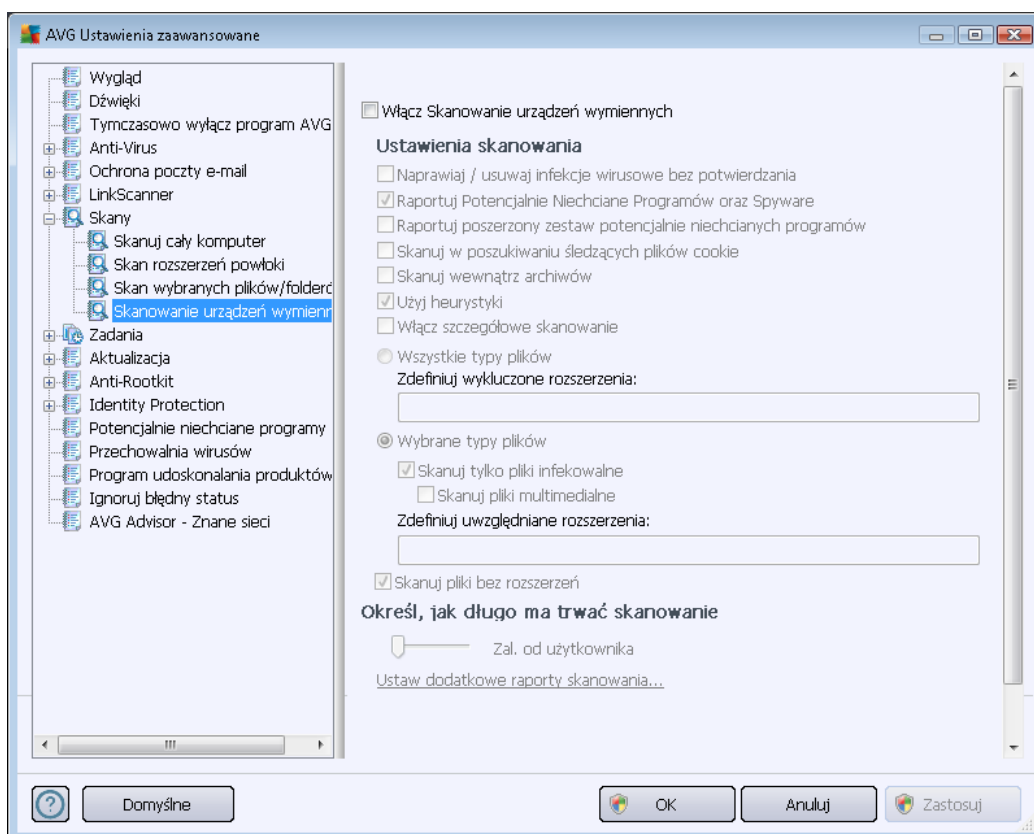 AVG Ustawienia zaawansowane
Wygląd
Dźwięki
Tymczasowo wyłącz program AVG
Anti-Virus
Ochrona poczty e-mail
LinkScanner
Skany
Skanuj cały komputer
Skan rozszerzeń powłoki
Skan wybranych plików/folderó
Skanowanie urządzeń wymienn
Zadania
Aktualizacja
Anti-Rootkit
Identity Protection
Potencjalnie niechciane programy
Przechowalnia wirusów
Program udoskonalania produktów
Ignoruj błędny status
AVG Advisor - Znane sieci
Włącz Skanowanie urządzeń wymiennych
Ustawienia skanowania
Naprawiaj / usuwaj infekcje wirusowe bez potwierdzania
Raportuj Potencjalnie Niechciane Programów oraz Spyware
Raportuj poszerzony zestaw potencjalnie niechcianych programów
Skanuj w poszukiwaniu śledzących plików cookie
Skanuj wewnątrz archiwów
Użyj heurystyki
Włącz szczegółowe skanowanie
Wszystkie typy plików
Zdefiniuj wykluczone rozszerzenia:
Wybrane typy plików
Skanuj tylko pliki infekowalne
Skanuj pliki multimedialne
Zdefiniuj uwzględniane rozszerzenia:
Skanuj pliki bez rozszerzeń
Określ, jak długo ma trwać skanowanie
Zal. od użytkownika
Ustaw dodatkowe raporty skanowania...
Domyślne
OK
Anuluj
Zastosuj